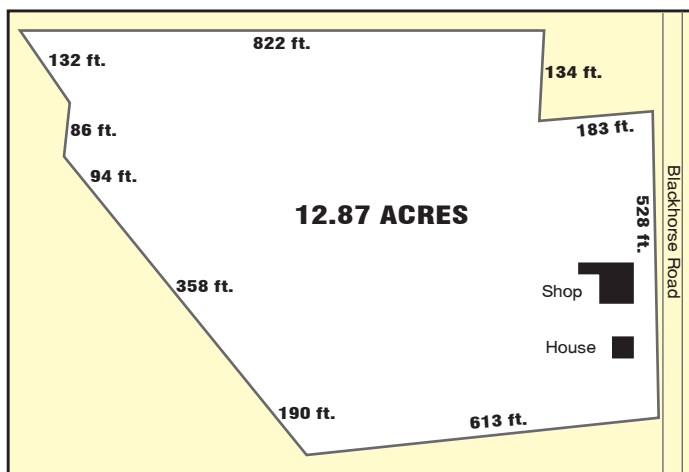 822 ft.
132 ft.
134 ft.
86 ft.
183 ft.
94 ft.
12.87 ACRES
528 ft.
Blackhorse Road
358 ft.
Shop
House
190 ft.
613 ft.